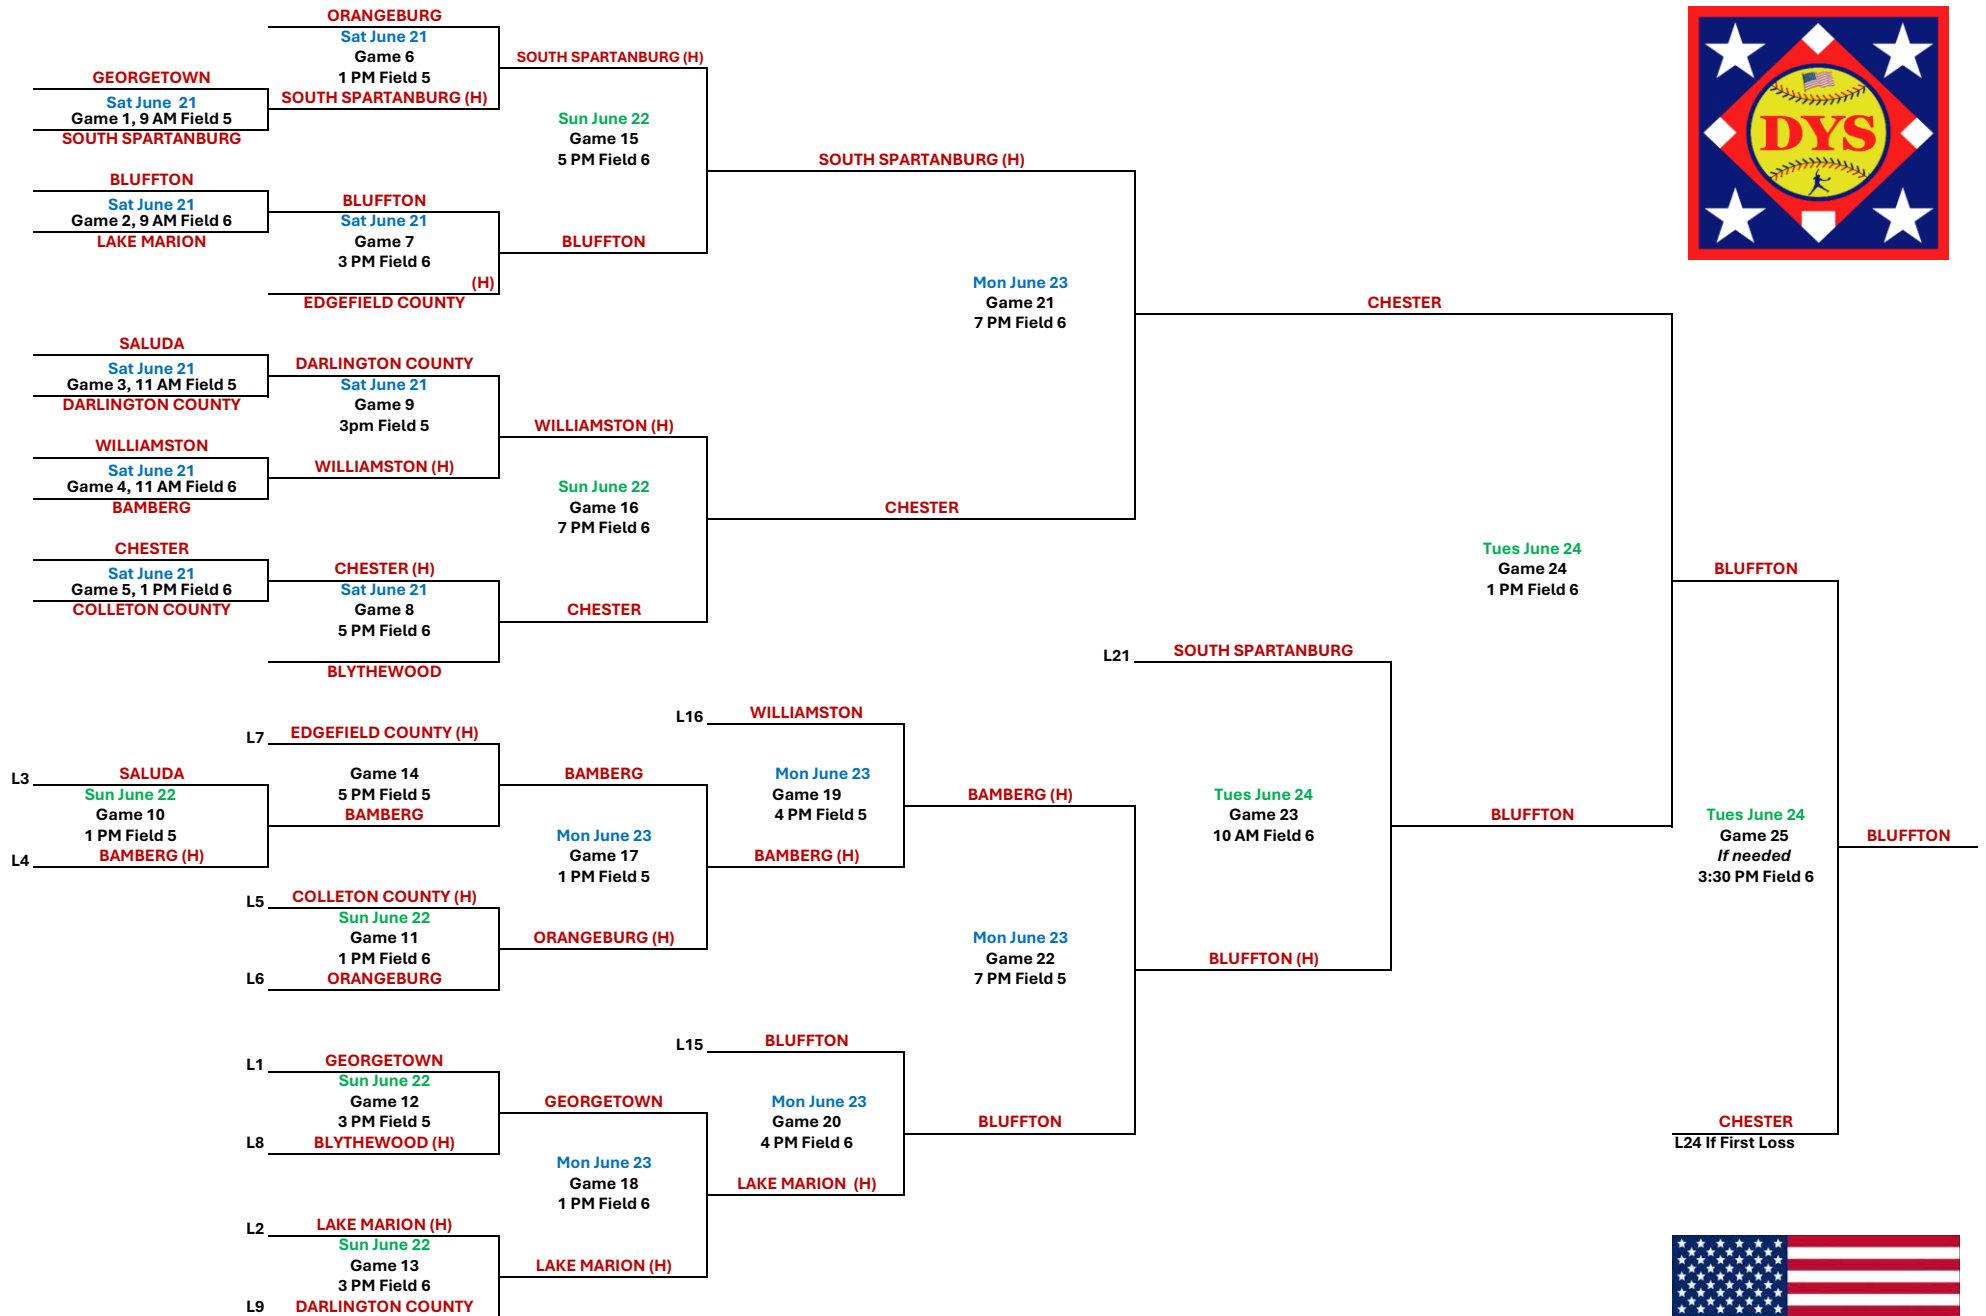 ORANGEBURG
Sat June 21
Game 6
1 PM Field 5
SOUTH SPARTANBURG (H)
GEORGETOWN
Sat June 21
Game 1, 9 AM Field 5
SOUTH SPARTANBURG
SOUTH SPARTANBURG (H)
Sun June 22
Game 15
5 PM Field 6
SOUTH SPARTANBURG (H)
DYS
BLUFFTON
Sat June 21
Game 2, 9 AM Field 6
LAKE MARION
BLUFFTON
Sat June 21
Game 7
3 PM Field 6
(H)
EDGEFIELD COUNTY
BLUFFTON
Mon June 23
Game 21
7 PM Field 6
CHESTER
SALUDA
Sat June 21
Game 3, 11 AM Field 5
DARLINGTON COUNTY
DARLINGTON COUNTY
Sat June 21
Game 9
3pm Field 5
WILLIAMSTON (H)
WILLIAMSTON
Sat June 21
Game 4, 11 AM Field 6
BAMBERG
WILLIAMSTON (H)
Sun June 22
Game 16
7 PM Field 6
CHESTER
CHESTER
Sat June 21
Game 5, 1 PM Field 6
COLLETON COUNTY
CHESTER (H)
Sat June 21
Game 8
5 PM Field 6
BLYTHEWOOD
CHESTER
Tues June 24
Game 24
1 PM Field 6
BLUFFTON
L21 SOUTH SPARTANBURG
L16 WILLIAMSTON
L7 EDGEFIELD COUNTY (H)
Game 14
5 PM Field 5
BAMBERG
L3 SALUDA
Sun June 22
Game 10
1 PM Field 5
L4 BAMBERG (H)
BAMBERG
Mon June 23
Game 19
4 PM Field 5
BAMBERG (H)
Mon June 23
Game 17
1 PM Field 5
BAMBERG (H)
Tues June 24
Game 23
10 AM Field 6
BLUFFTON
Tues June 24
Game 25
If needed
3:30 PM Field 6
BLUFFTON
L5 COLLETON COUNTY (H)
Sun June 22
Game 11
1 PM Field 6
L6 ORANGEBURG
ORANGEBURG (H)
Mon June 23
Game 22
7 PM Field 5
BLUFFTON (H)
L15 BLUFFTON
L1 GEORGETOWN
Sun June 22
Game 12
3 PM Field 5
L8 BLYTHEWOOD (H)
GEORGETOWN
Mon June 23
Game 20
4 PM Field 6
BLUFFTON
CHESTER
L24 If First Loss
Mon June 23
Game 18
1 PM Field 6
LAKE MARION (H)
L2 LAKE MARION (H)
Sun June 22
Game 13
3 PM Field 6
L9 DARLINGTON COUNTY
LAKE MARION (H)